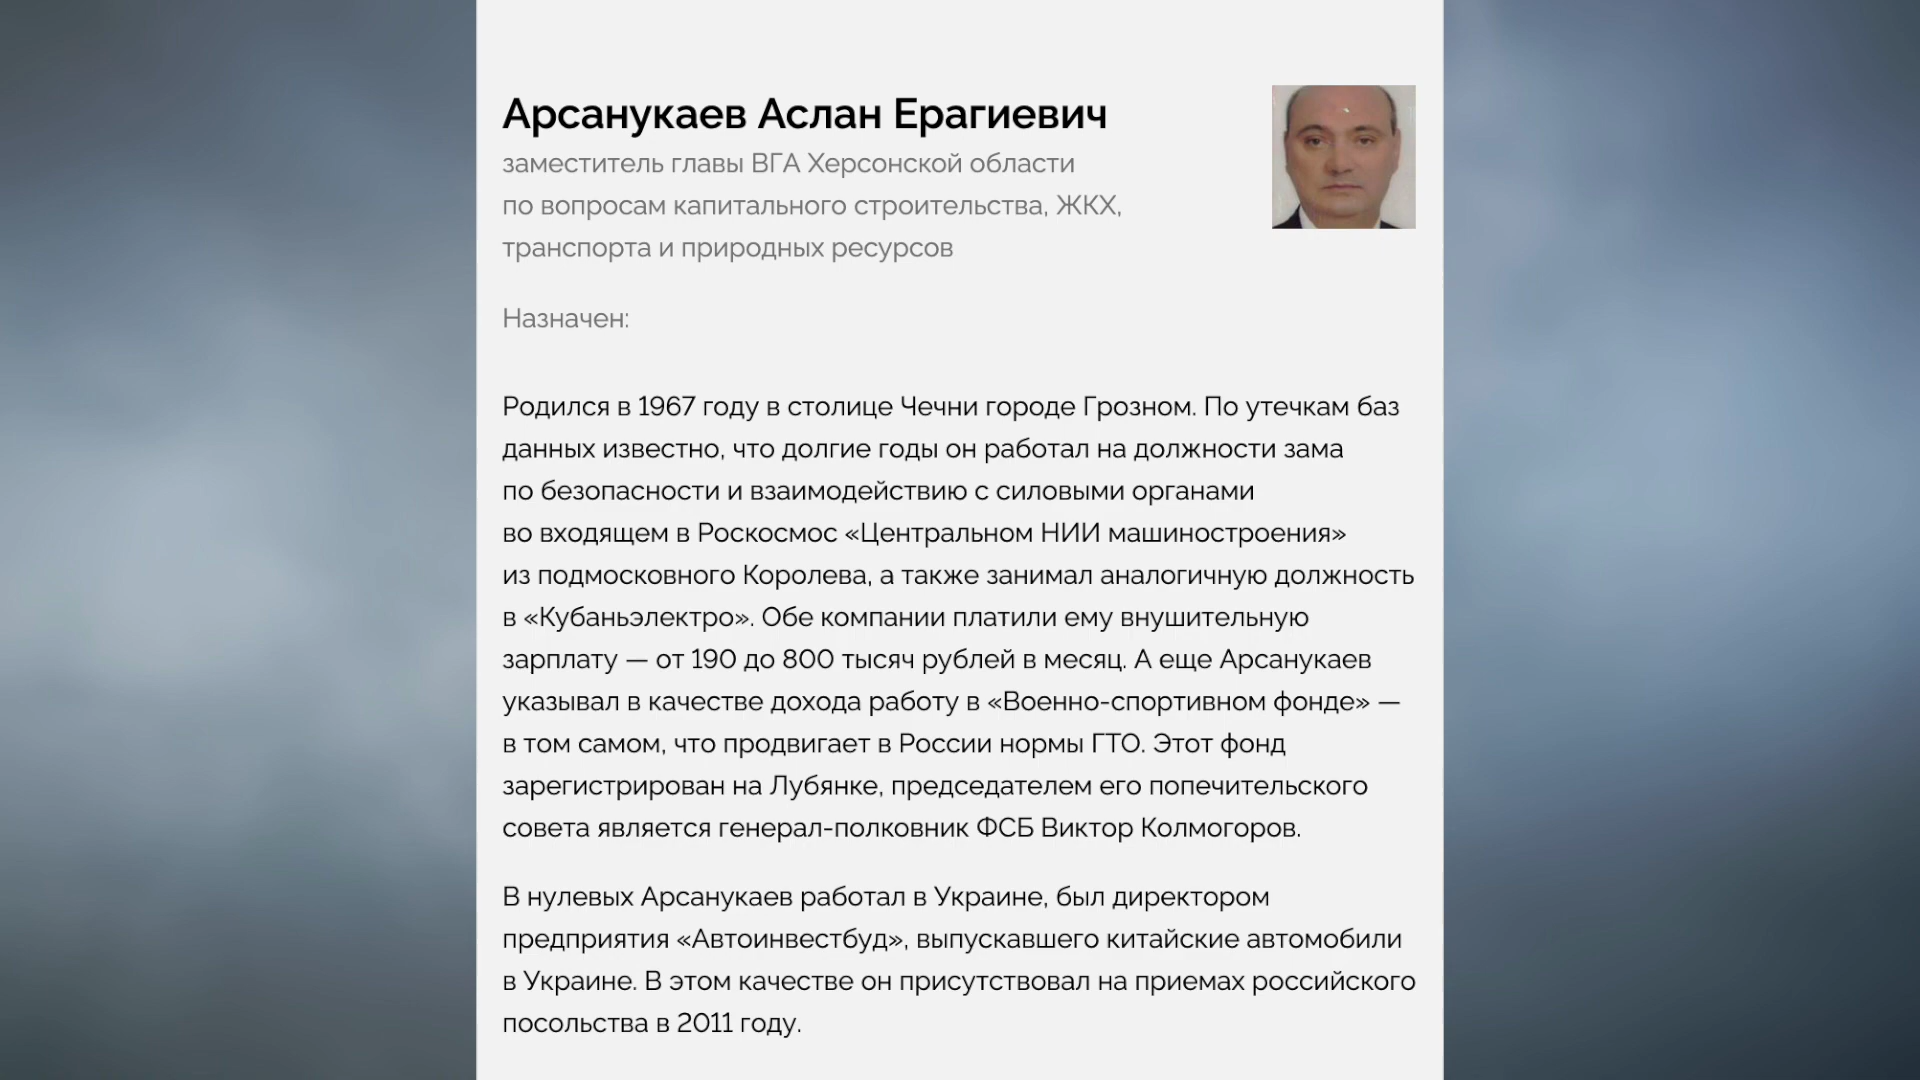 Арсанукаев Аслан Ерагиевич
заместитель главы ВГА Херсонской области
по вопросам капитального строительства, ЖКХ,
транспорта и природных ресурсов
Назначен:
Родился в 1967 году в столице Чечни городе Грозном. По утечкам баз
данных известно, что долгие годы он работал на должности зама
по безопасности и взаимодействию с силовыми органами
во входящем в Роскосмос «Центральном НИИ машиностроения»
из подмосковного Королева, а также занимал аналогичную должность
в «Кубаньэлектро». Обе компании платили ему внушительную
зарплату — от 190 до 800 тысяч рублей в месяц. А еще Арсанукаев
указывал в качестве дохода работу в «Военно-спортивном фонде» —
в том самом, что продвигает в России нормы ГТО. Этот фонд
зарегистрирован на Лубянке, председателем его попечительского
совета является генерал-полковник ФСБ Виктор Колмогоров.
В нулевых Арсанукаев работал в Украине, был директором
предприятия «Автоинвестбуд», выпускавшего китайские автомобили
в Украине. В этом качестве он присутствовал на приемах российского
посольства в 2011 году.